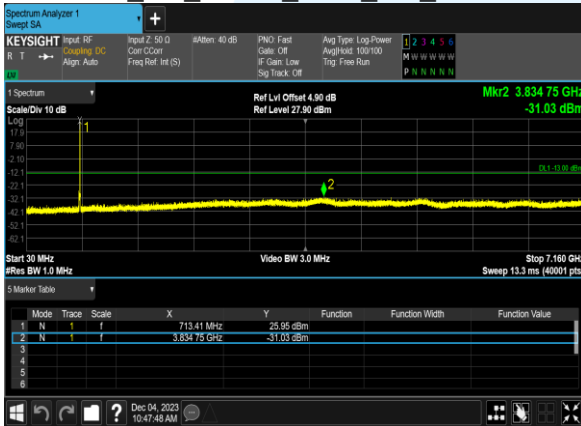 Spectrum Analyzer 1
Swept SA
+
KEYSIGHT
R T
LW
Input: RF
Coupling: DC
Align: Auto
Input Z: 50 Ω
Corr CCorr
Freq Ref: Int (S)
#Atten: 40 dB
PNO: Fast
Gate: Off
IF Gain: Low
Sig Track: Off
Avg Type: Log-Power
Avg|Hold: 100/100
Trig: Free Run
1 2 3 4 5 6
M W W W W W
P N N N N N
1 Spectrum
Scale/Div 10 dB
Ref Lvl Offset 4.90 dB
Ref Level 27.90 dBm
Mkr2 3.834 75 GHz
-31.03 dBm
Log
17.9
7.90
-2.10
-12.1
-22.1
-32.1
-42.1
-52.1
-62.1
1
2
DL1 -13.00 dBm
Start 30 MHz
#Res BW 1.0 MHz
Video BW 3.0 MHz
Stop 7.160 GHz
Sweep 13.3 ms (40001 pts)
5 Marker Table
Mode Trace Scale X Y Function Function Width Function Value
1 N 1 f 713.41 MHz 25.95 dBm
2 N 1 f 3.834 75 GHz -31.03 dBm
3
4
5
6
?
Dec 04, 2023
10:47:48 AM